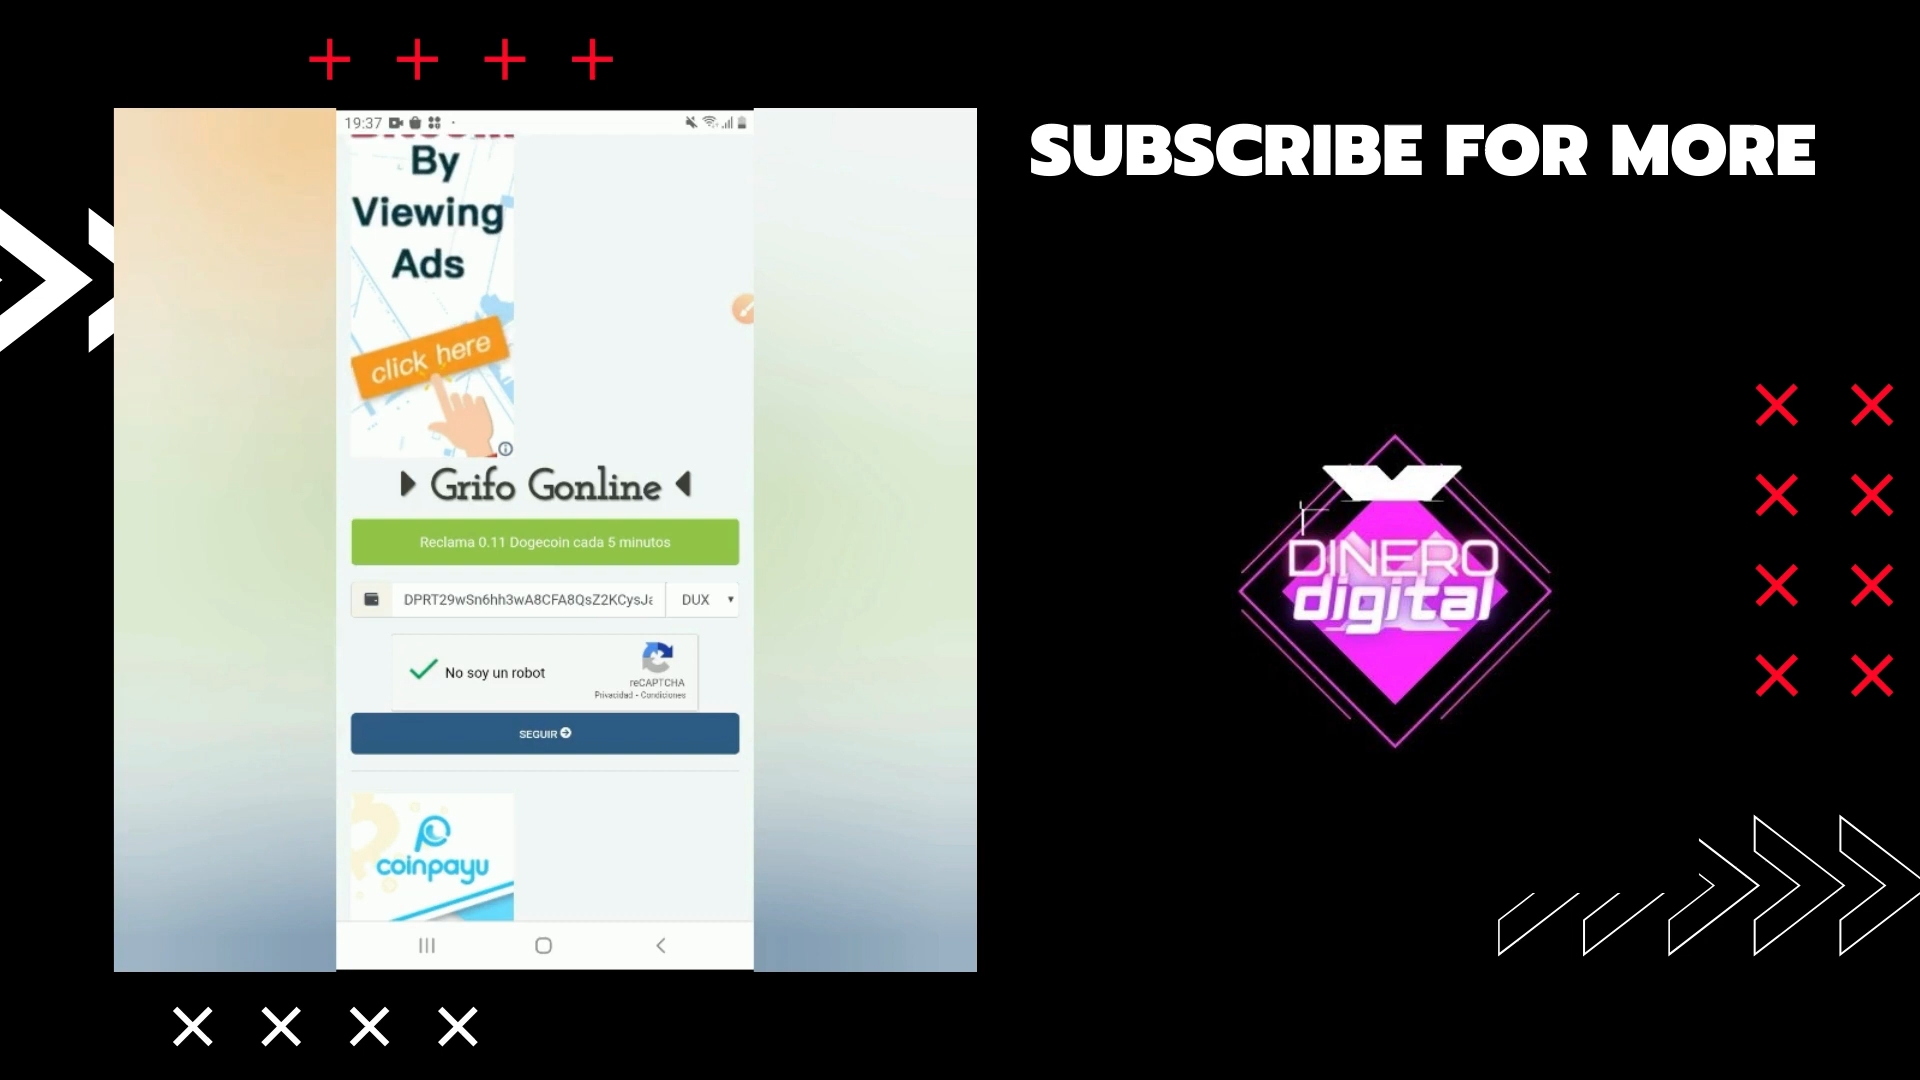 SUBSCRIBE FOR MORE
19:37
By
Viewing
Ads
click here
Grifo Gonline
Reclama 0.11 Dogecoin cada 5 minutos
DPRT29wSn6hh3wA8CFA8QsZ2KCysJ
DUX
No soy un robot
reCAPTCHA
Privacidad - Condiciones
SEGUIR
coinpayu
DINERO
digital